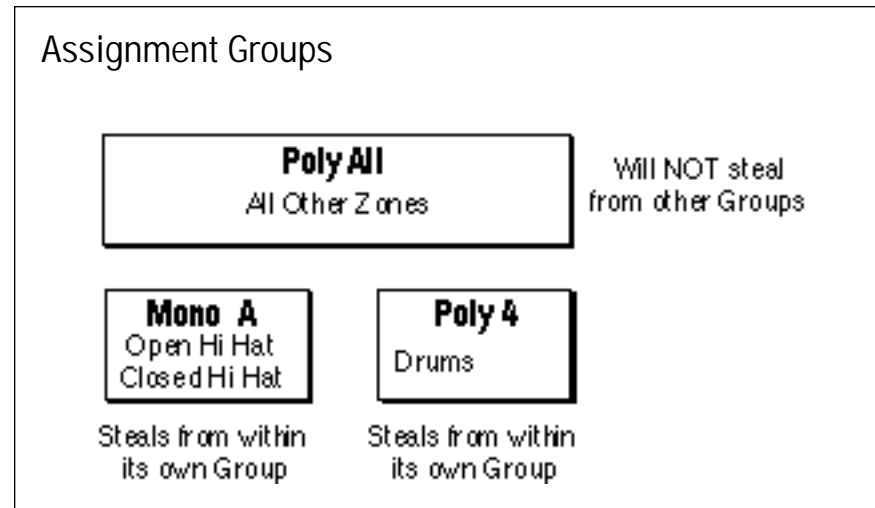 Assignment Groups
Poly All
All Other Zones
Will NOT steal
from other Groups
Mono A
Open Hi Hat
Closed Hi Hat
Poly 4
Drums
Steals from within
its own Group
Steals from within
its own Group